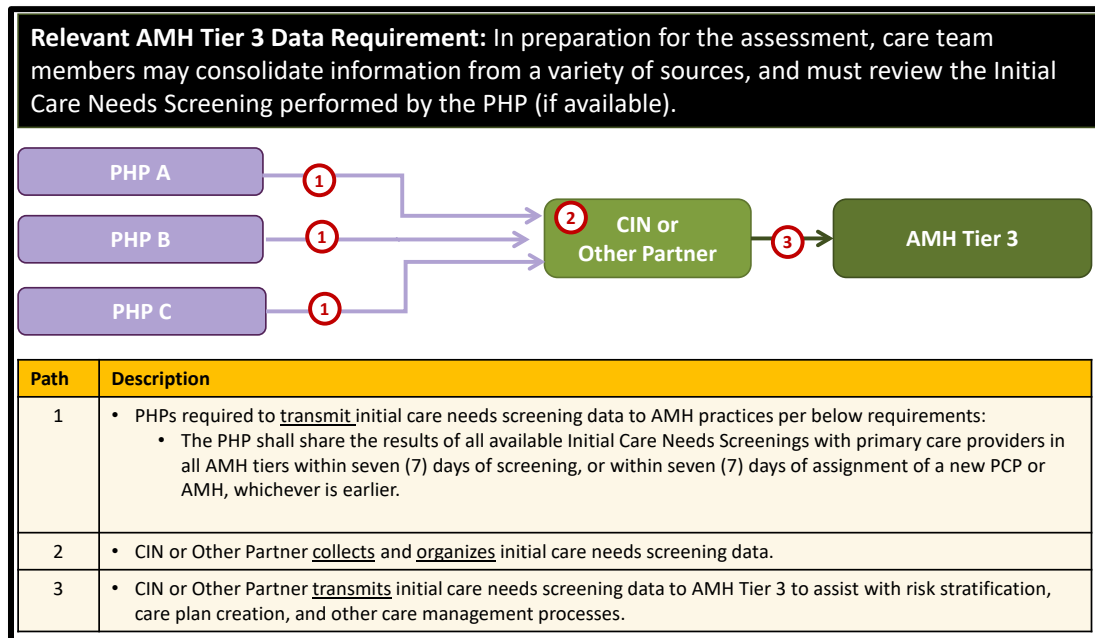 Relevant AMH Tier 3 Data Requirement: In preparation for the assessment, care team
members may consolidate information from a variety of sources, and must review the Initial
Care Needs Screening performed by the PHP (if available).
PHP A
1
PHP B
1
PHP C
1
2
CIN or
Other Partner
3
AMH Tier 3
Path Description
1 • PHPs required to transmit initial care needs screening data to AMH practices per below requirements:
• The PHP shall share the results of all available Initial Care Needs Screenings with primary care providers in
all AMH tiers within seven (7) days of screening, or within seven (7) days of assignment of a new PCP or
AMH, whichever is earlier.
2 • CIN or Other Partner collects and organizes initial care needs screening data.
3 • CIN or Other Partner transmits initial care needs screening data to AMH Tier 3 to assist with risk stratification,
care plan creation, and other care management processes.